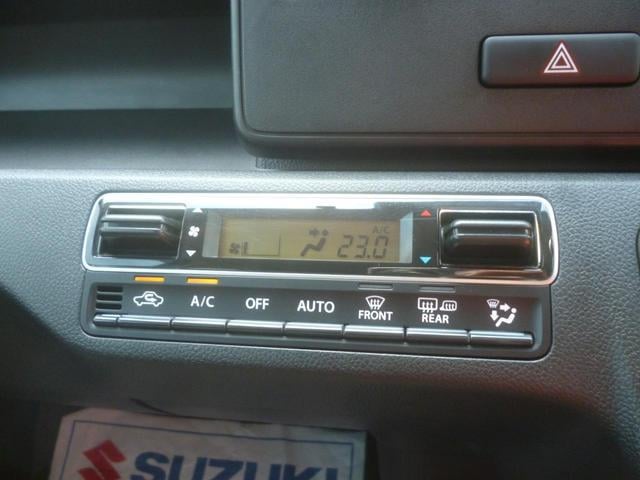 A/C
23.0
A/C OFF AUTO FRONT REAR
SUZUKI